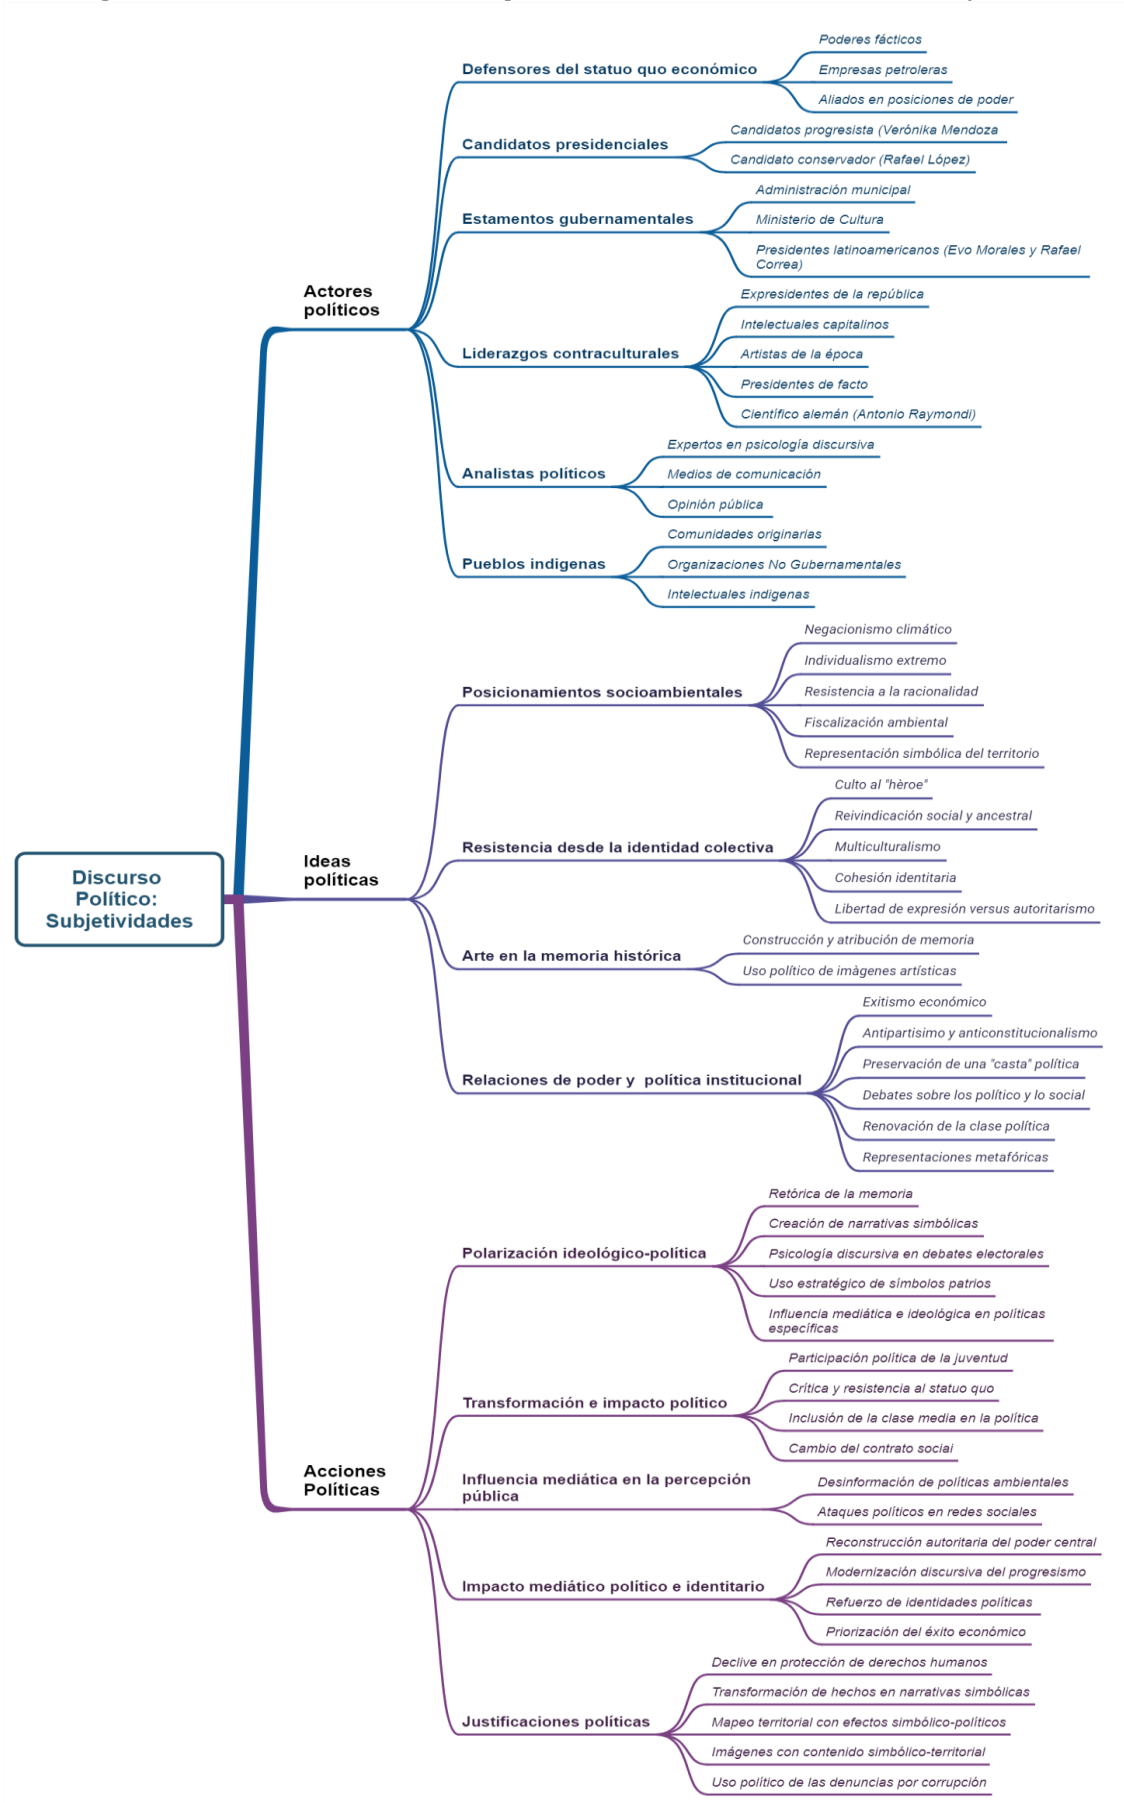 Discurso
Político:
Subjetividades
Actores
políticos
Defensores del statuo quo económico
Poderes fácticos
Empresas petroleras
Aliados en posiciones de poder
Candidatos presidenciales
Candidatos progresista (Verónika Mendoza
Candidato conservador (Rafael López)
Estamentos gubernamentales
Administración municipal
Ministerio de Cultura
Presidentes latinoamericanos (Evo Morales y Rafael
Correa)
Liderazgos contraculturales
Expresidentes de la república
Intelectuales capitalinos
Artistas de la época
Presidentes de facto
Científico alemán (Antonio Raymondi)
Analistas políticos
Expertos en psicología discursiva
Medios de comunicación
Opinión pública
Pueblos indigenas
Comunidades originarias
Organizaciones No Gubernamentales
Intelectuales indigenas
Ideas
políticas
Posicionamientos socioambientales
Negacionismo climático
Individualismo extremo
Resistencia a la racionalidad
Fiscalización ambiental
Representación simbólica del territorio
Resistencia desde la identidad colectiva
Culto al "hèroe"
Reivindicación social y ancestral
Multiculturalismo
Cohesión identitaria
Libertad de expresión versus autoritarismo
Arte en la memoria histórica
Construcción y atribución de memoria
Uso político de imàgenes artísticas
Relaciones de poder y política institucional
Exitismo económico
Antipartisimo y anticonstitucionalismo
Preservación de una "casta" política
Debates sobre los político y lo social
Renovación de la clase política
Representaciones metafóricas
Acciones
Políticas
Polarización ideológico-política
Retórica de la memoria
Creación de narrativas simbólicas
Psicología discursiva en debates electorales
Uso estratégico de símbolos patrios
Influencia mediática e ideológica en políticas
específicas
Transformación e impacto político
Participación política de la juventud
Crítica y resistencia al statuo quo
Inclusión de la clase media en la política
Cambio del contrato sociai
Influencia mediática en la percepción
pública
Desinformación de políticas ambientales
Ataques políticos en redes sociales
Impacto mediático político e identitario
Reconstrucción autoritaria del poder central
Modernización discursiva del progresismo
Refuerzo de identidades políticas
Priorización del éxito económico
Justificaciones políticas
Declive en protección de derechos humanos
Transformación de hechos en narrativas simbólicas
Mapeo territorial con efectos simbólico-políticos
Imágenes con contenido simbólico-territorial
Uso político de las denuncias por corrupción